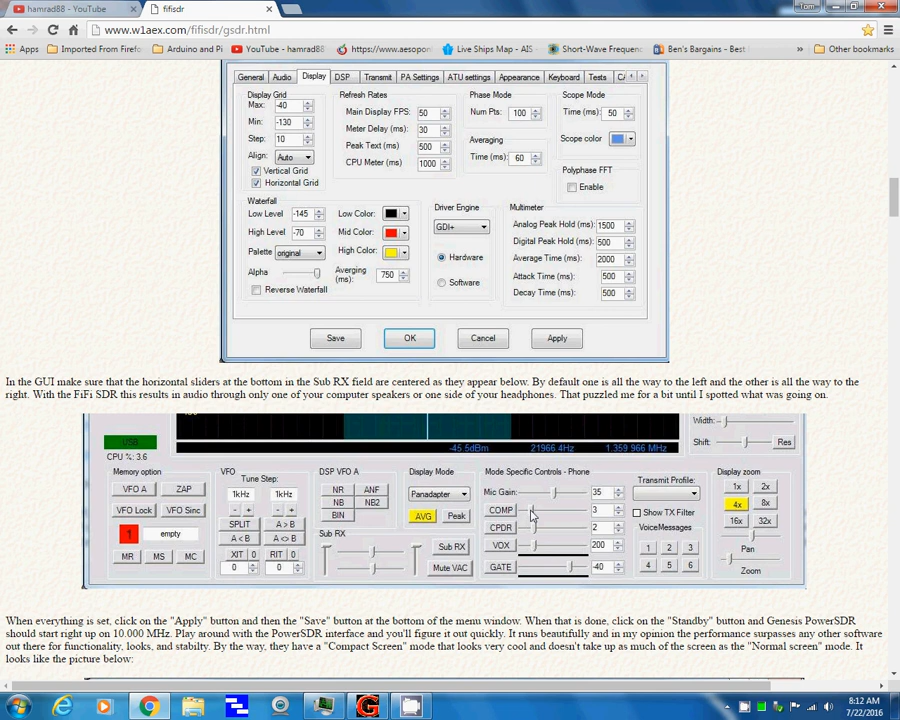 hamrad88 - YouTube
fifisdr
Tom
www.w1aex.com/fifisdr/gsdr.html
Apps
Imported From Firefo
Arduino and Pi
YouTube - hamrad88
https://www.aesopon
Live Ships Map - AIS
Short-Wave Frequenc
Ben's Bargains - Best
»
Other bookmarks
General Audio Display DSP Transmit PA Settings ATU settings Appearance Keyboard Tests CA
Display Grid
Max: -40
Min: -130
Step: 10
Align: Auto
Vertical Grid
Horizontal Grid
Refresh Rates
Main Display FPS: 50
Meter Delay (ms): 30
Peak Text (ms) 500
CPU Meter (ms) 1000
Phase Mode
Num Pts: 100
Averaging
Time (ms): 60
Scope Mode
Time (ms): 50
Scope color
Polyphase FFT
Enable
Waterfall
Low Level -145
High Level -70
Palette original
Alpha
Reverse Waterfall
Low Color:
Mid Color:
High Color:
Averging
(ms): 750
Driver Engine
GDI+
Hardware
Software
Multimeter
Analog Peak Hold (ms): 1500
Digital Peak Hold (ms): 500
Average Time (ms): 2000
Attack Time (ms): 500
Decay Time (ms): 500
Save OK Cancel Apply
In the GUI make sure that the horizontal sliders at the bottom in the Sub RX field are centered as they appear below. By default one is all the way to the left and the other is all the way to the
right. With the FiFi SDR this results in audio through only one of your computer speakers or one side of your headphones. That puzzled me for a bit until I spotted what was going on.
USB
CPU %: 3.6
-45.5dBm 21966.4Hz 1.359 966 MHz
Width:
Shift: Res
Memory option
VFO A ZAP
VFO Lock VFO Sinc
1 empty
MR MS MC
VFO
Tune Step:
1kHz 1kHz
- + - +
SPLIT A > B
A < B A <> B
XIT 0 RIT 0
0 0
DSP VFO A
NR ANF
NB NB2
BIN
Sub RX
Sub RX
Mute VAC
Display Mode
Panadapter
AVG Peak
Mode Specific Controls - Phone
Mic Gain: 35
COMP 3
CPDR 2
VOX 200
GATE -40
Transmit Profile:
Show TX Filter
VoiceMessages
1 2 3
4 5 6
Display zoom
1x 2x
4x 8x
16x 32x
Pan
Zoom
When everything is set, click on the "Apply" button and then the "Save" button at the bottom of the menu window. When that is done, click on the "Standby" button and Genesis PowerSDR
should start right up on 10.000 MHz. Play around with the PowerSDR interface and you'll figure it out quickly. It runs beautifully and in my opinion the performance surpasses any other software
out there for functionality, looks, and stabilty. By the way, they have a "Compact Screen" mode that looks very cool and doesn't take up as much of the screen as the "Normal screen" mode. It
looks like the picture below:
8:12 AM
7/22/2016